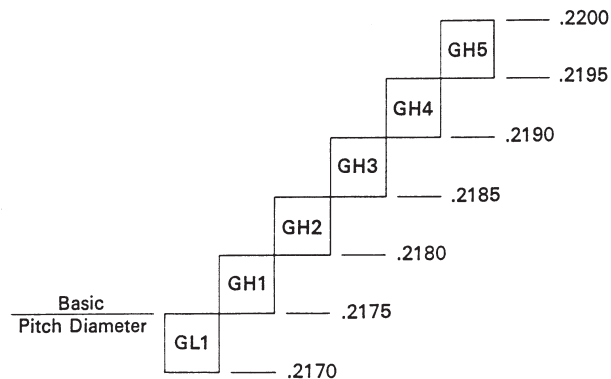 .2200
GH5
.2195
GH4
.2190
GH3
.2185
GH2
.2180
GH1
Basic
Pitch Diameter
.2175
GL1
.2170